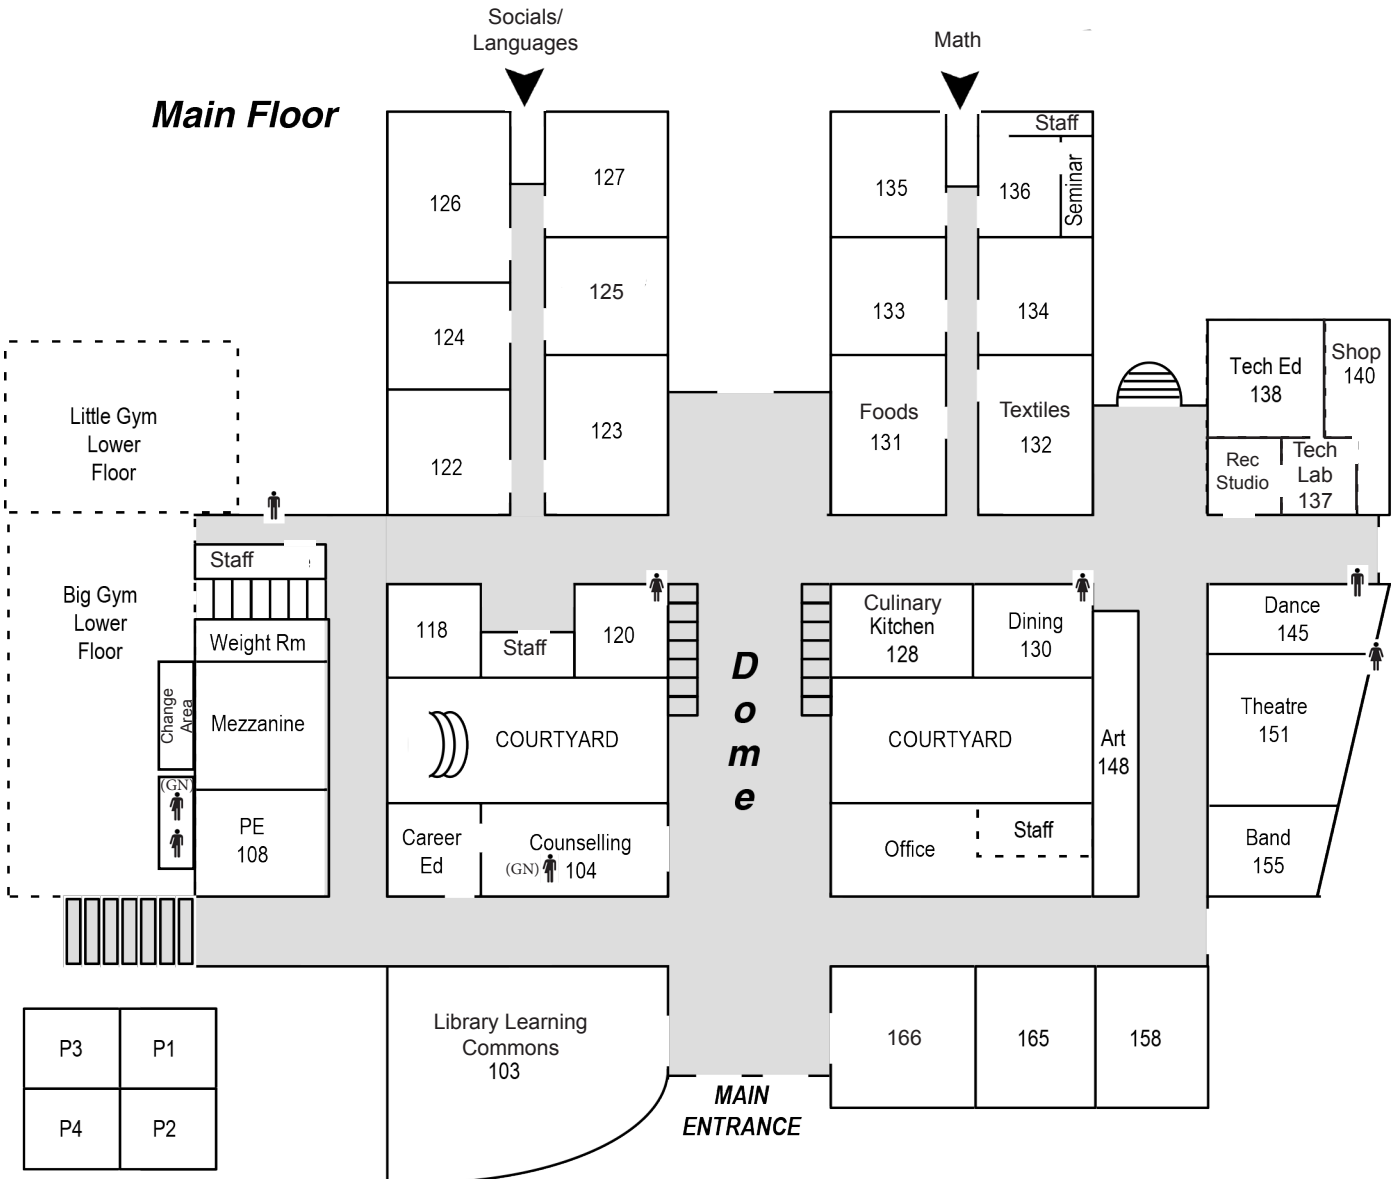 Socials/
Languages
Math
Main Floor
126
127
124
125
122
123
135
136
Staff
Seminar
133
134
Foods
131
Textiles
132
Tech Ed
138
Shop
140
Rec
Studio
Tech
Lab
137
Little Gym
Lower
Floor
Big Gym
Lower
Floor
Staff
Weight Rm
Change
Area
Mezzanine
(GN)
PE
108
118
Staff
120
COURTYARD
Career
Ed
Counselling
(GN) 104
Dome
Culinary
Kitchen
128
Dining
130
COURTYARD
Office
Staff
Art
148
Dance
145
Theatre
151
Band
155
Library Learning
Commons
103
166
165
158
MAIN
ENTRANCE
P3
P1
P4
P2